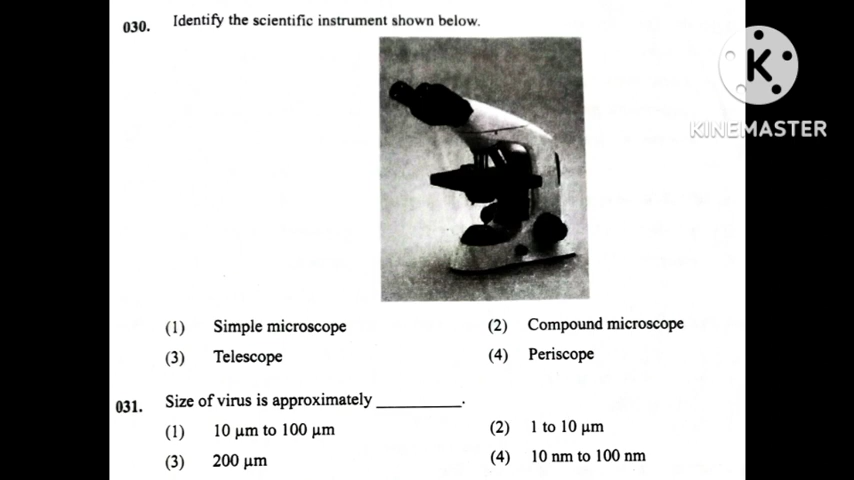 030. Identify the scientific instrument shown below.
K
KINEMASTER
(1) Simple microscope (2) Compound microscope
(3) Telescope (4) Periscope
031. Size of virus is approximately __________.
(1) 10 μm to 100 μm (2) 1 to 10 μm
(3) 200 μm (4) 10 nm to 100 nm